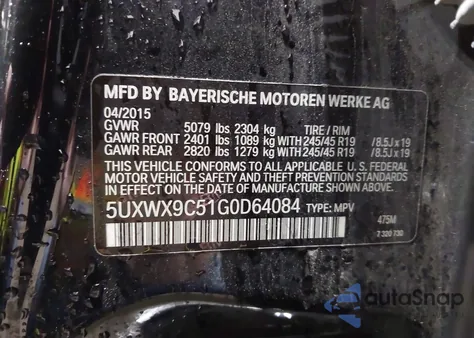 MFD BY BAYERISCHE MOTOREN WERKE AG
04/2015
GVWR 5079 lbs 2304 kg TIRE / RIM
GAWR FRONT 2401 lbs 1089 kg WITH 245/45 R19 / 8.5J x 19
GAWR REAR 2820 lbs 1279 kg WITH 245/45 R19 / 8.5J x 19
THIS VEHICLE CONFORMS TO ALL APPLICABLE FEDERAL
MOTOR VEHICLE SAFETY AND THEFT PREVENTION STANDARDS
IN EFFECT ON THE DATE OF MANUFACTURE SHOWN ABOVE.
5UXWX9C51G0D64084 TYPE: MPV 475M
7 320 730
autoSnap